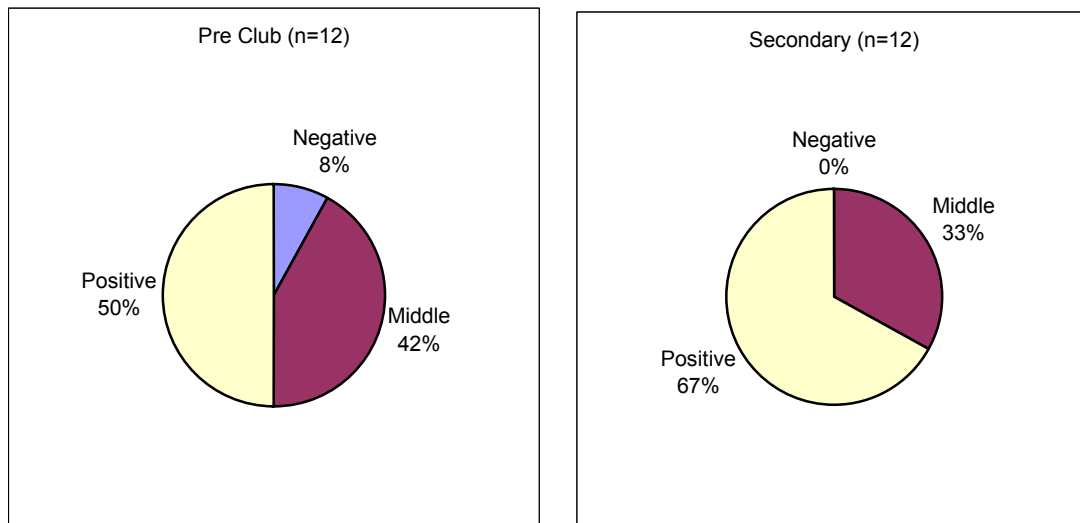 Pre Club (n=12)
Negative
8%
Positive
50%
Middle
42%
Secondary (n=12)
Negative
0%
Middle
33%
Positive
67%